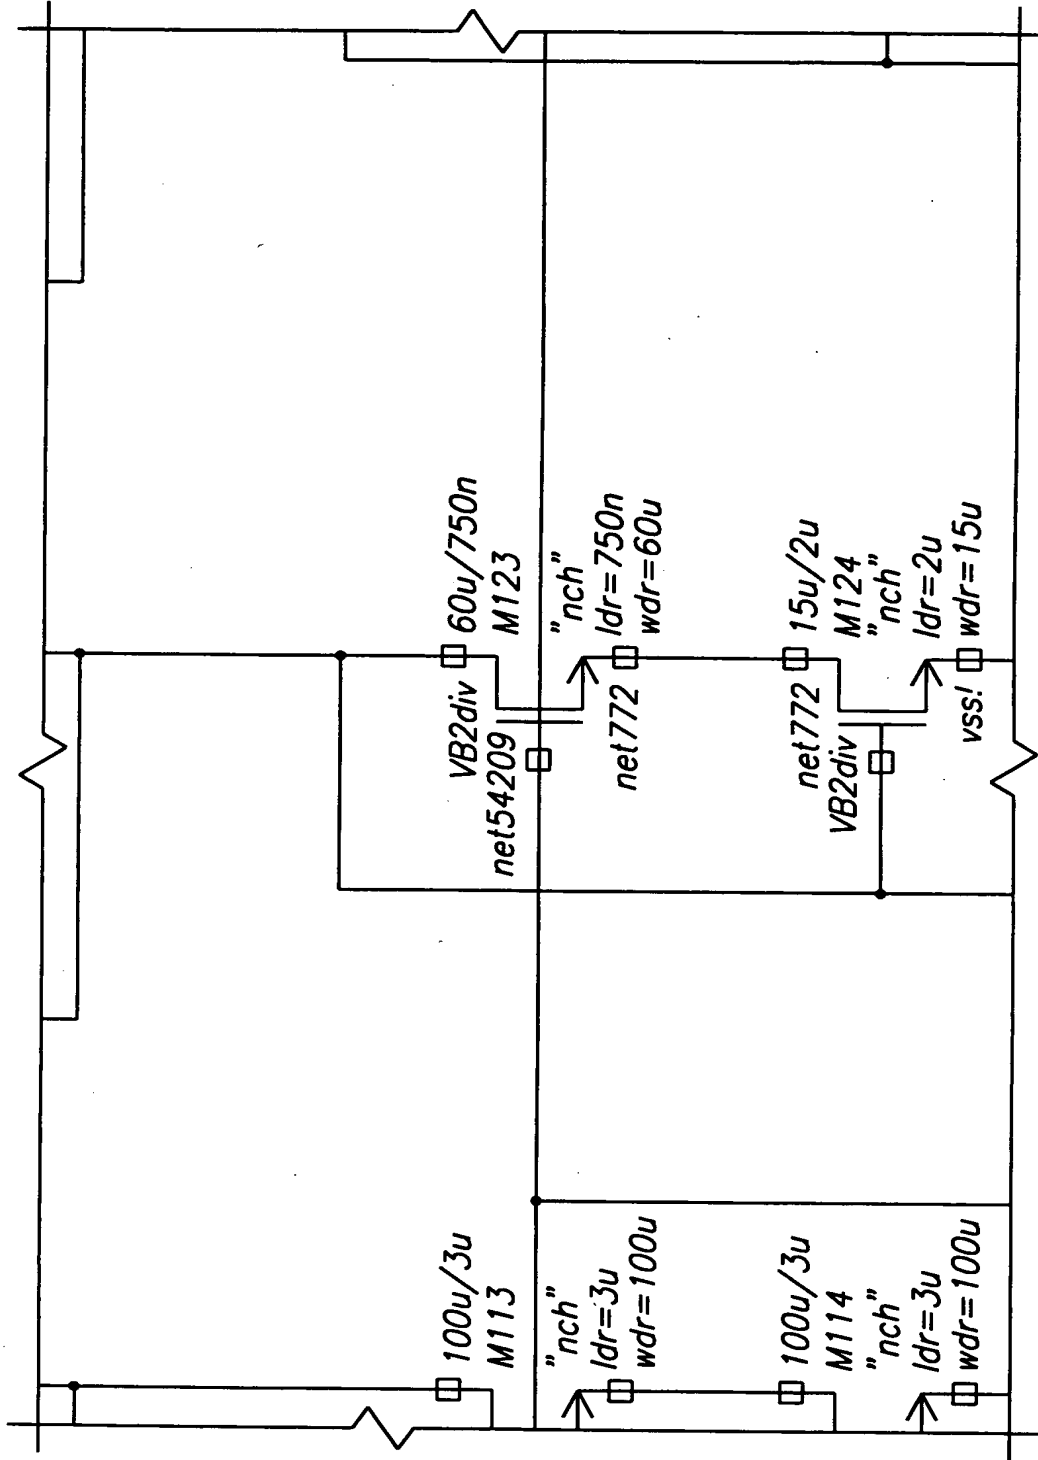 60u/750n
M123
VB2div
net54209
"nch"
ldr=750n
wdr=60u
net772
15u/2u
M124
net772
VB2div
"nch"
ldr=2u
wdr=15u
vss!
100u/3u
M113
"nch"
ldr=3u
wdr=100u
100u/3u
M114
"nch"
ldr=3u
wdr=100u